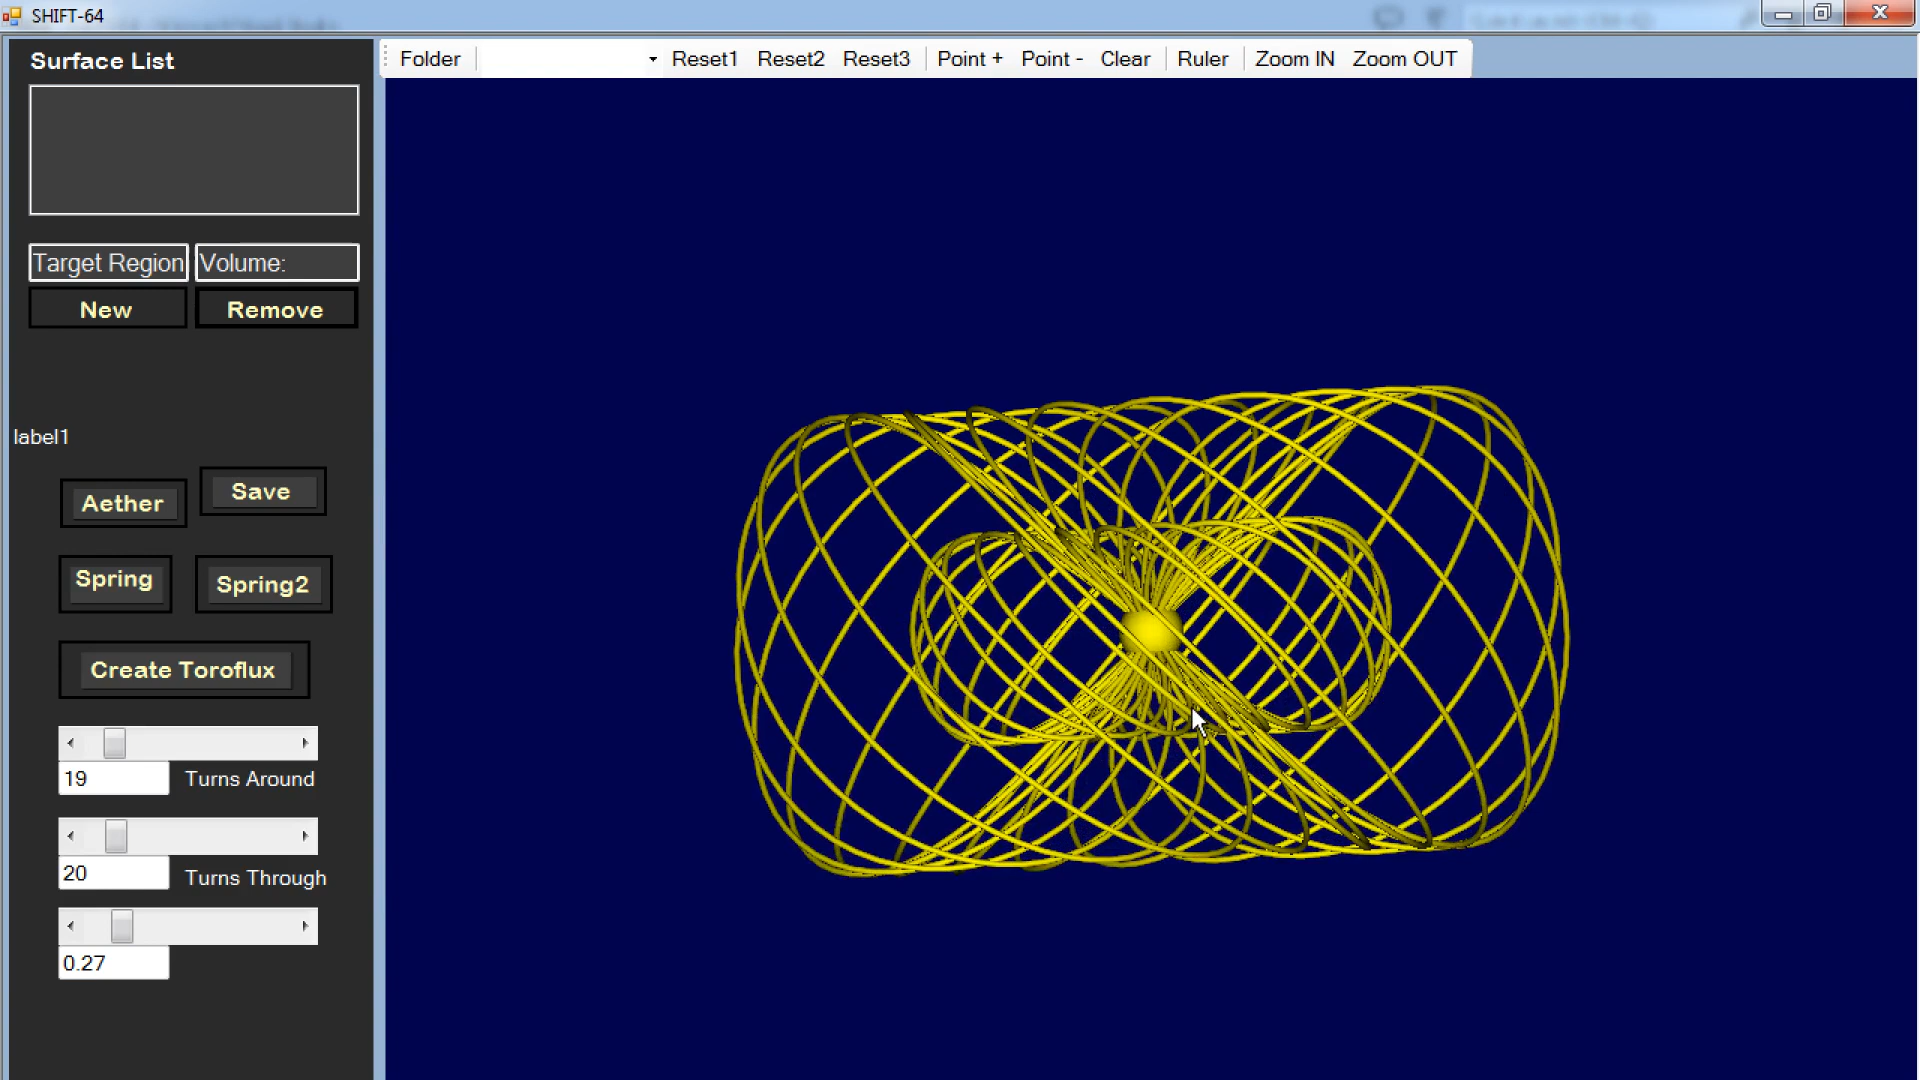 SHIFT-64
Surface List
Folder Reset1 Reset2 Reset3 Point + Point - Clear Ruler Zoom IN Zoom OUT
Target Region Volume:
New Remove
label1
Aether Save
Spring Spring2
Create Toroflux
19 Turns Around
20 Turns Through
0.27